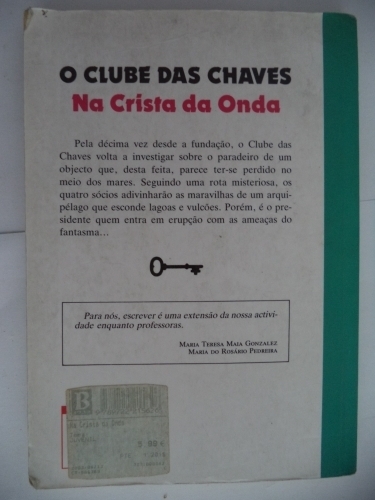 O CLUBE DAS CHAVES
Na Crista da Onda
Pela décima vez desde a fundação, o Clube das
Chaves volta a investigar sobre o paradeiro de um
objecto que, desta feita, parece ter-se perdido no
meio dos mares. Seguindo uma rota misteriosa, os
quatro sócios adivinharão as maravilhas de um arqui-
pélago que esconde lagoas e vulcões. Porém, é o pre-
sidente quem entra em erupção com as ameaças do
fantasma...
Para nós, escrever é uma extensão da nossa activi-
dade enquanto professoras.
MARIA TERESA MAIA GONZALEZ
MARIA DO ROSÁRIO PEDREIRA
B
NA CRISTA DA OND